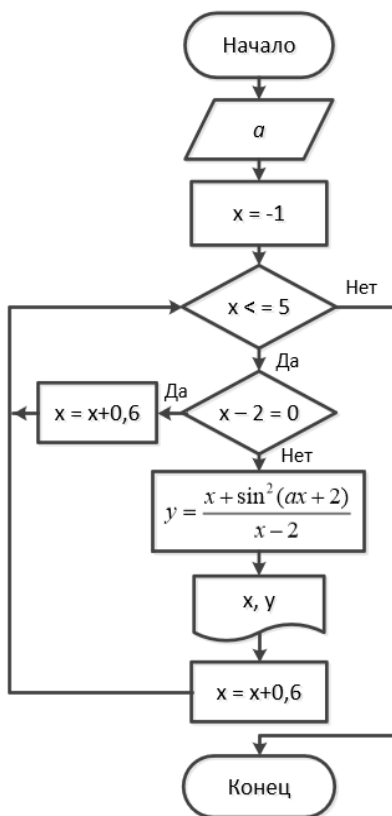 Начало
a
x = -1
x < = 5
Нет
Да
x – 2 = 0
Да
x = x+0,6
Нет
y = (x + sin²(ax + 2)) / (x − 2)
x, y
x = x+0,6
Конец